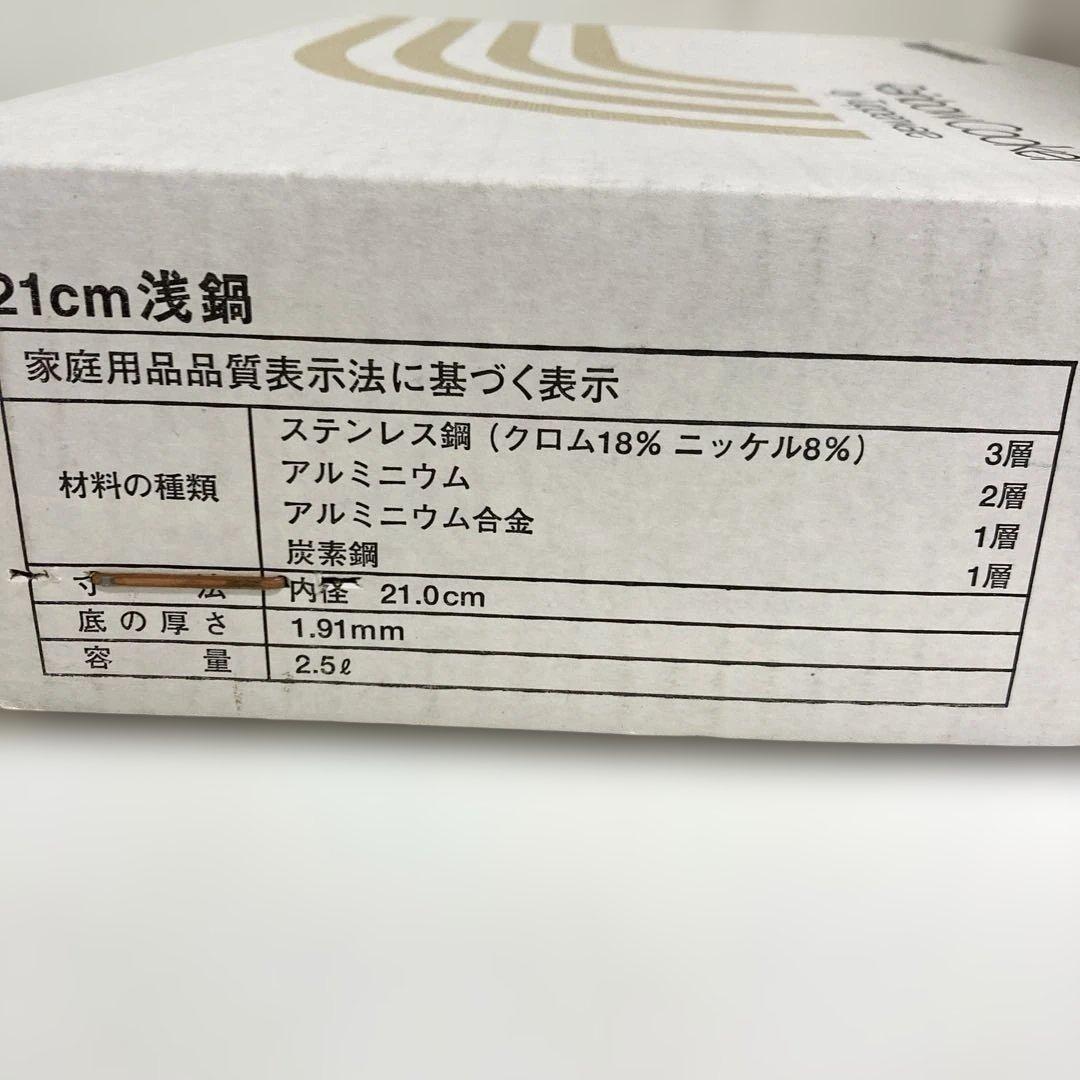 Cooker
21cm浅鍋
家庭用品品質表示法に基づく表示
材料の種類
ステンレス鋼（クロム18% ニッケル8%） 3層
アルミニウム 2層
アルミニウム合金 1層
炭素鋼 1層
寸法 内径 21.0cm
底の厚さ 1.91mm
容量 2.5ℓ